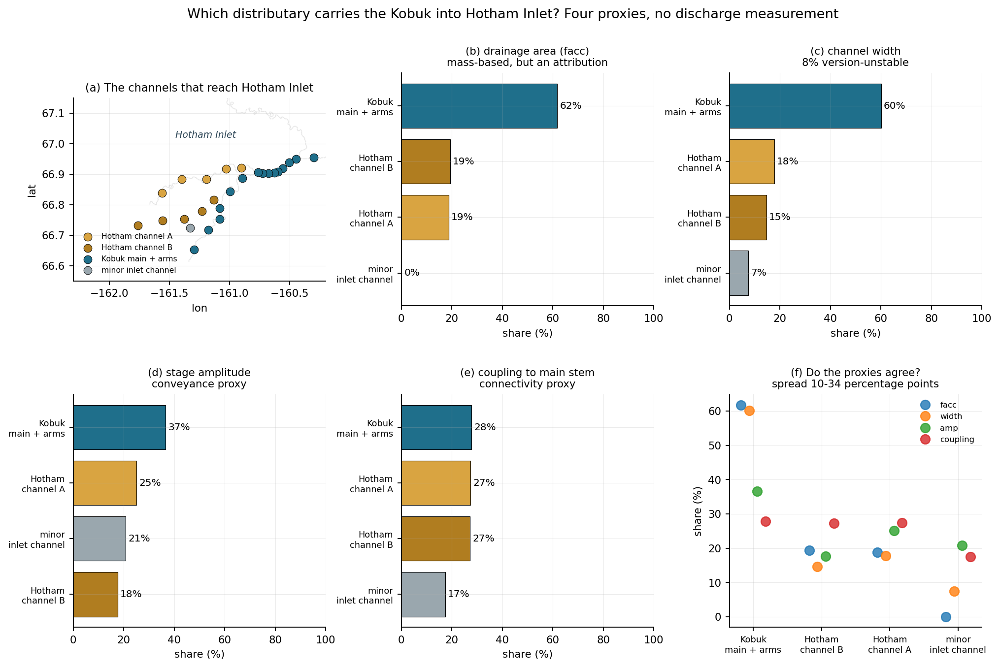 Which distributary carries the Kobuk into Hotham Inlet? Four proxies, no discharge measurement
(a) The channels that reach Hotham Inlet
67.1
67.0
66.9
66.8
66.7
66.6
lat
Hotham Inlet
Hotham channel A
Hotham channel B
Kobuk main + arms
minor inlet channel
−162.0
−161.5
−161.0
−160.5
lon
(b) drainage area (facc)
mass-based, but an attribution
Kobuk
main + arms
62%
Hotham
channel B
19%
Hotham
channel A
19%
minor
inlet channel
0%
0
20
40
60
80
100
share (%)
(c) channel width
8% version-unstable
Kobuk
main + arms
60%
Hotham
channel A
18%
Hotham
channel B
15%
minor
inlet channel
7%
0
20
40
60
80
100
share (%)
(d) stage amplitude
conveyance proxy
Kobuk
main + arms
37%
Hotham
channel A
25%
minor
inlet channel
21%
Hotham
channel B
18%
0
20
40
60
80
100
share (%)
(e) coupling to main stem
connectivity proxy
Kobuk
main + arms
28%
Hotham
channel A
27%
Hotham
channel B
27%
minor
inlet channel
17%
0
20
40
60
80
100
share (%)
(f) Do the proxies agree?
spread 10-34 percentage points
60
50
40
30
20
10
0
share (%)
facc
width
amp
coupling
Kobuk
main + arms
Hotham
channel B
Hotham
channel A
minor
inlet channel